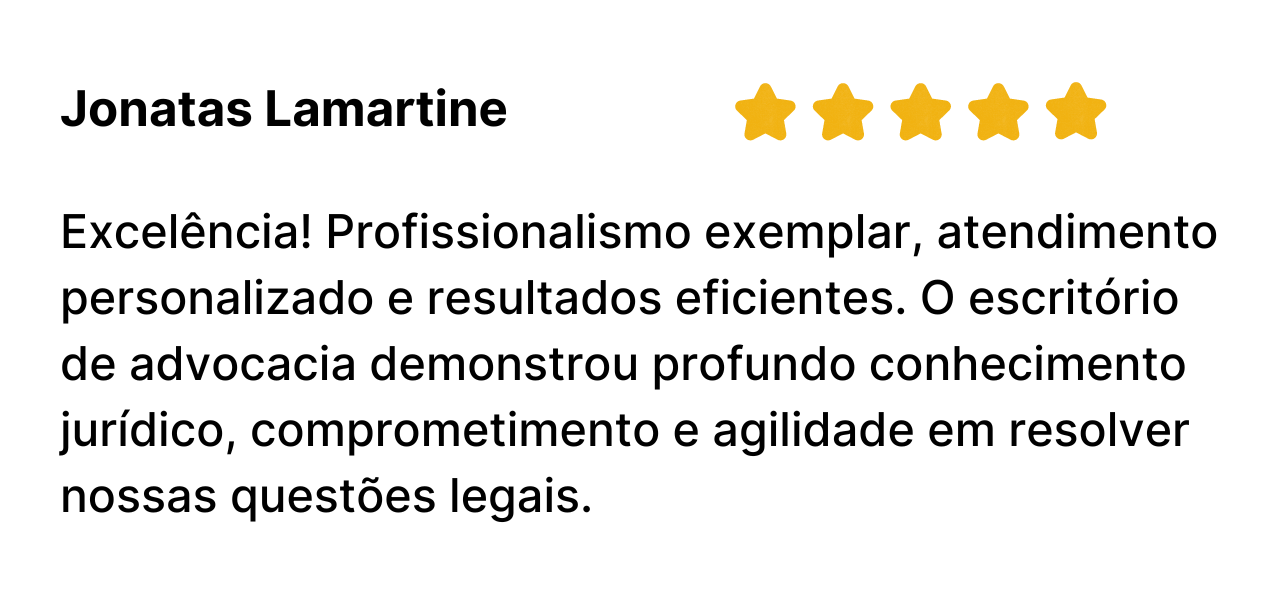 Jonatas Lamartine
Excelência! Profissionalismo exemplar, atendimento
personalizado e resultados eficientes. O escritório
de advocacia demonstrou profundo conhecimento
jurídico, comprometimento e agilidade em resolver
nossas questões legais.